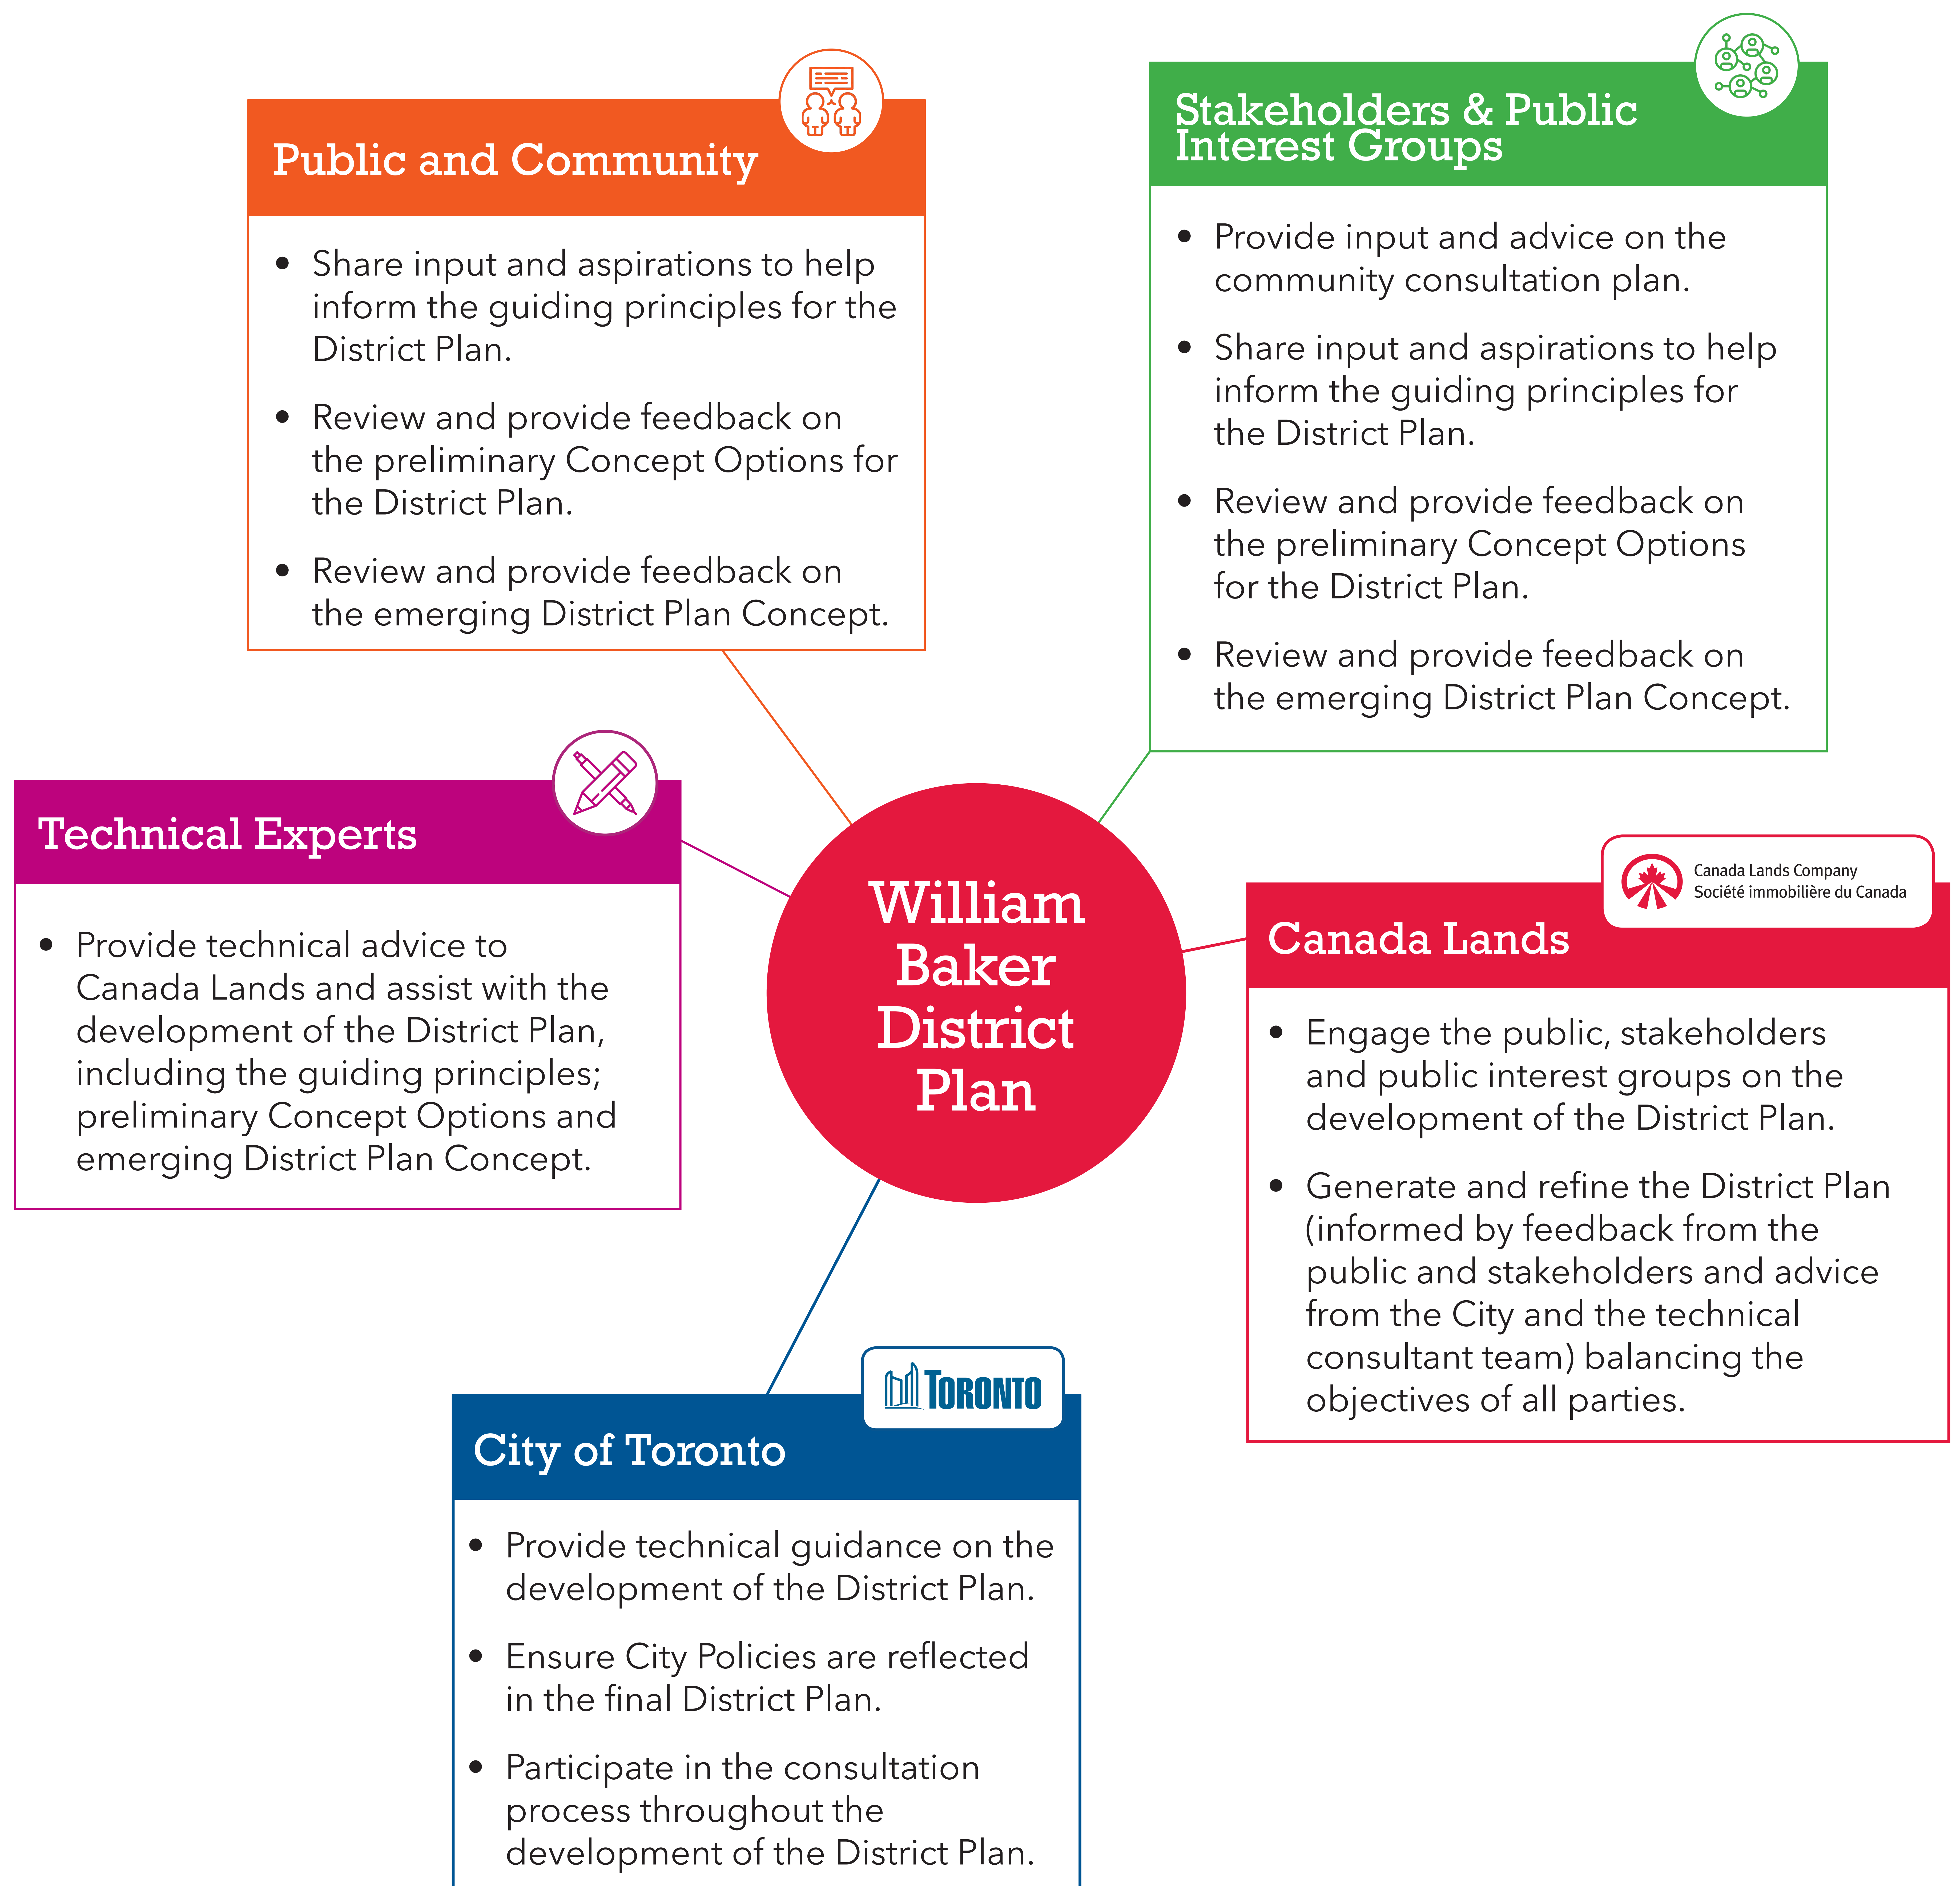 Public and Community
• Share input and aspirations to help
inform the guiding principles for the
District Plan.
• Review and provide feedback on
the preliminary Concept Options for
the District Plan.
• Review and provide feedback on
the emerging District Plan Concept.
Stakeholders & Public
Interest Groups
• Provide input and advice on the
community consultation plan.
• Share input and aspirations to help
inform the guiding principles for
the District Plan.
• Review and provide feedback on
the preliminary Concept Options
for the District Plan.
• Review and provide feedback on
the emerging District Plan Concept.
Technical Experts
• Provide technical advice to
Canada Lands and assist with the
development of the District Plan,
including the guiding principles;
preliminary Concept Options and
emerging District Plan Concept.
William
Baker
District
Plan
Canada Lands Company
Société immobilière du Canada
Canada Lands
• Engage the public, stakeholders
and public interest groups on the
development of the District Plan.
• Generate and refine the District Plan
(informed by feedback from the
public and stakeholders and advice
from the City and the technical
consultant team) balancing the
objectives of all parties.
TORONTO
City of Toronto
• Provide technical guidance on the
development of the District Plan.
• Ensure City Policies are reflected
in the final District Plan.
• Participate in the consultation
process throughout the
development of the District Plan.